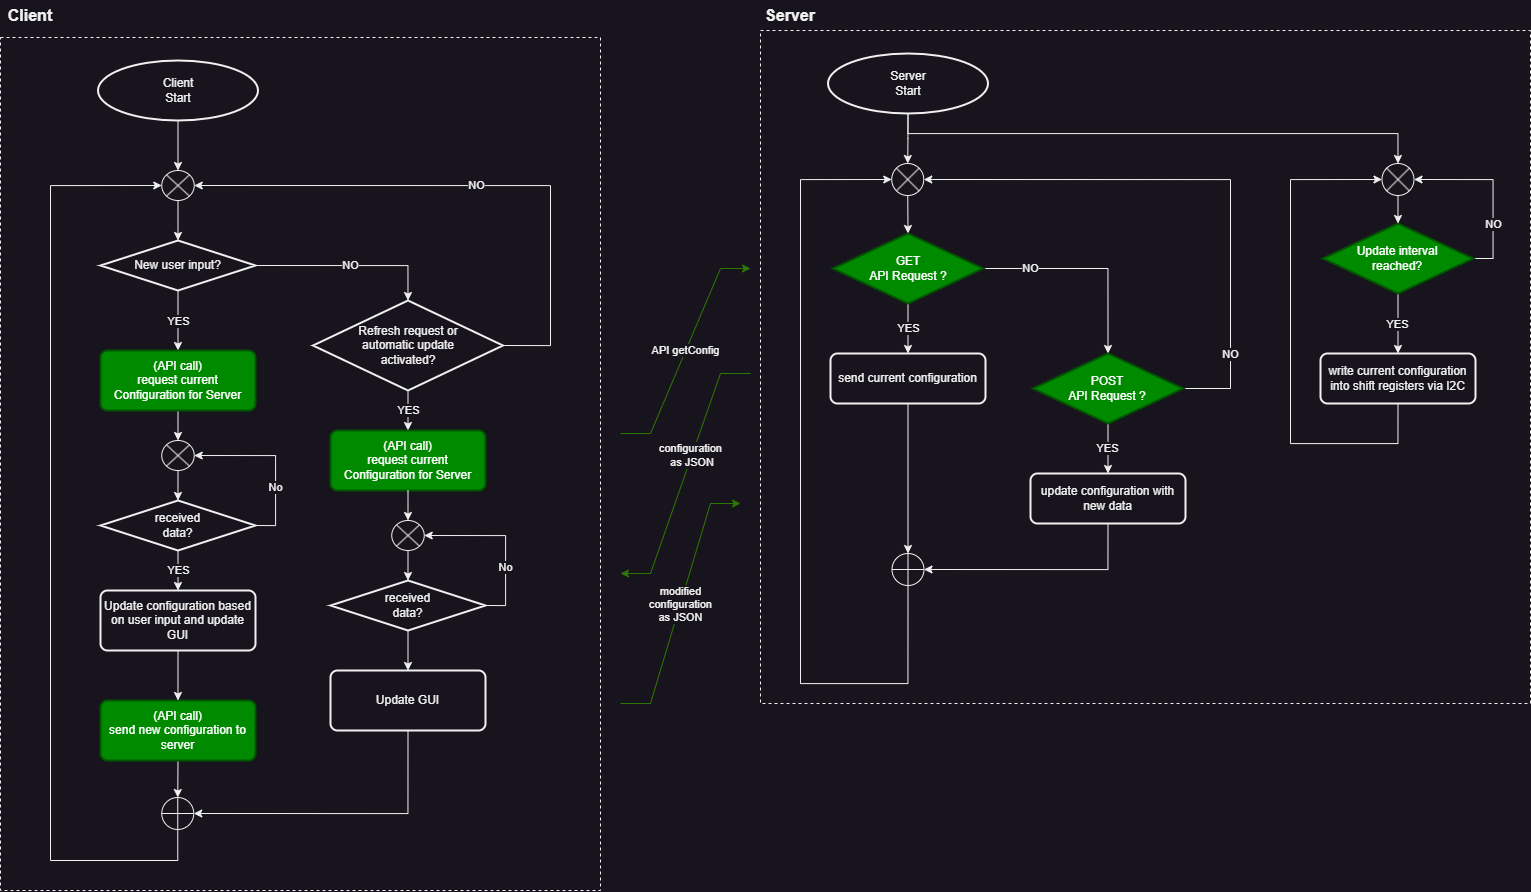 Client
Client
Start
NO
New user input?
NO
YES
Refresh request or
automatic update
activated?
(API call)
request current
Configuration for Server
YES
(API call)
request current
Configuration for Server
No
received
data?
No
YES
received
data?
Update configuration based
on user input and update
GUI
Update GUI
(API call)
send new configuration to
server
API getConfig
configuration
as JSON
modified
configuration
as JSON
Server
Server
Start
GET
API Request ?
NO
YES
send current configuration
NO
POST
API Request ?
YES
update configuration with
new data
NO
Update interval
reached?
YES
write current configuration
into shift registers via I2C